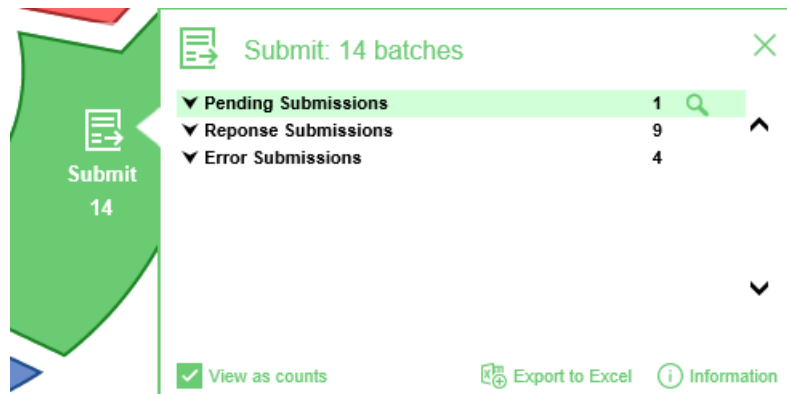 Submit: 14 batches
Pending Submissions 1
Reponse Submissions 9
Error Submissions 4
Submit
14
View as counts
Export to Excel
Information